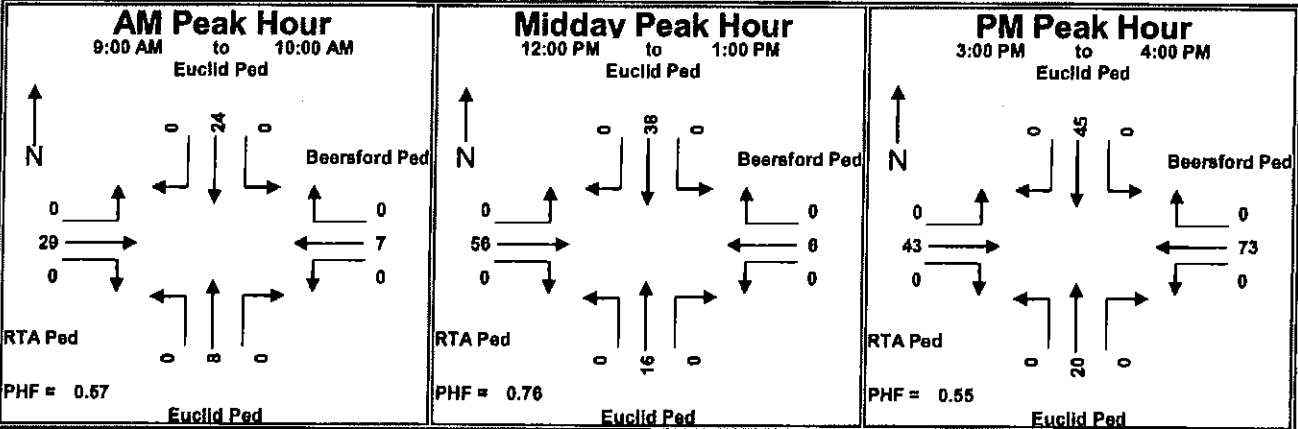 AM Peak Hour
9:00 AM to 10:00 AM
Euclid Ped
0 24 0
N
Beersford Ped
0 0
29 7
0 0
RTA Ped
0 8 0
PHF = 0.57
Euclid Ped
Midday Peak Hour
12:00 PM to 1:00 PM
Euclid Ped
0 38 0
N
Beersford Ped
0 0
56 6
0 0
RTA Ped
0 16 0
PHF = 0.76
Euclid Ped
PM Peak Hour
3:00 PM to 4:00 PM
Euclid Ped
0 45 0
N
Beersford Ped
0 0
43 73
0 0
RTA Ped
0 20 0
PHF = 0.55
Euclid Ped